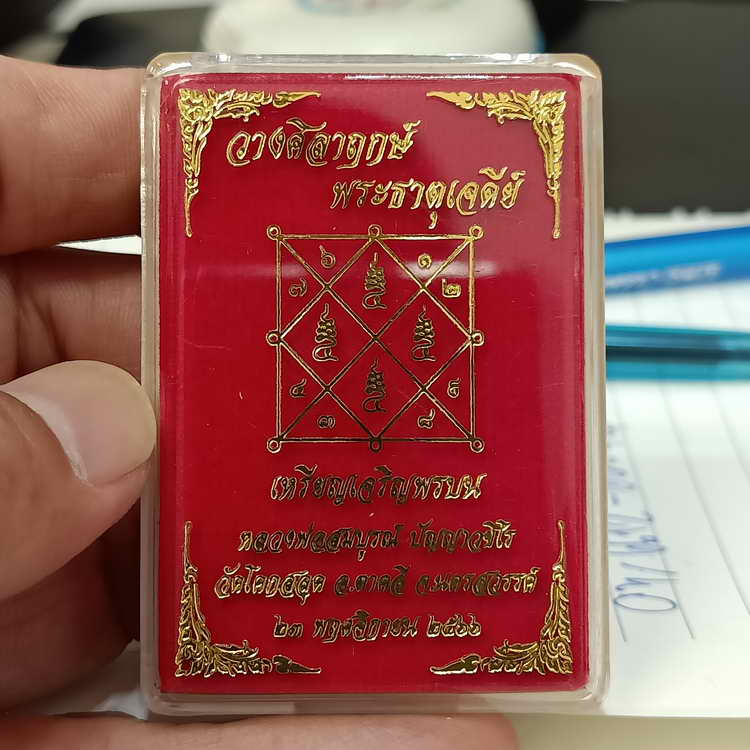 วางศิลาฤกษ์
พระธาตุเจดีย์
๖ ๑
๗ ๒
๔
๓ ๘
เหรียญเจริญพรบน
หลวงพ่อสมบูรณ์ ปัญญาวชิโร
วัดโคกสลุด อ.ตาคลี จ.นครสวรรค์
๒๓ พฤศจิกายน ๒๕๖๖